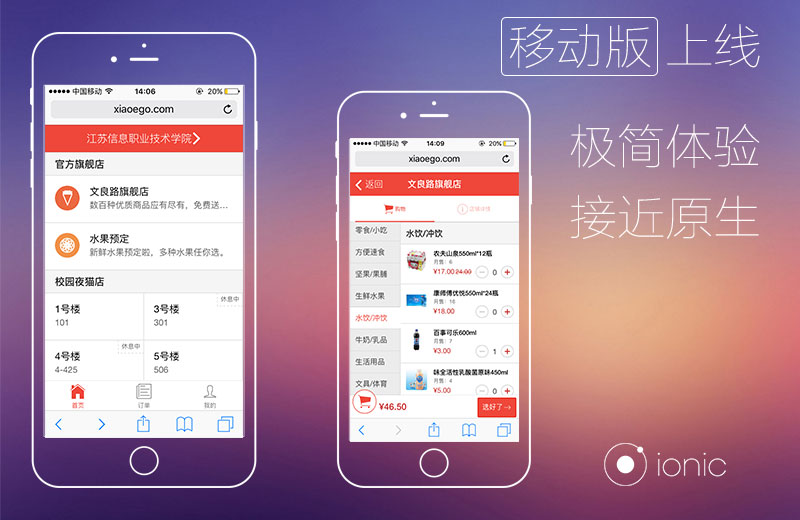 移动版 上线
极简体验
接近原生
中国移动 14:06 20%
xiaoego.com
江苏信息职业技术学院
官方旗舰店
文良路旗舰店
数百种优质商品应有尽有，免费送...
水果预定
新鲜水果预定啦，多种水果任你选。
校园夜猫店
休息中
1号楼 3号楼
101 301
休息中
4号楼 5号楼
4-425 506
首页 订单 我的
中国移动 14:09 20%
xiaoego.com
返回 文良路旗舰店
购物
零食/小吃
方便速食
坚果/果脯
生鲜水果
水饮/冲饮
牛奶/乳品
生活用品
文具/体育
水饮/冲饮
农夫山泉550ml*12瓶
月售：6
¥17.00 24.00 0
康师傅优悦550ml*24瓶
月售：16
¥18.00 0
百事可乐600ml
月售：7
¥3.00 1
味全活性乳酸菌原味450ml
月售：4
¥5.00 0
¥46.50 选好了
ionic